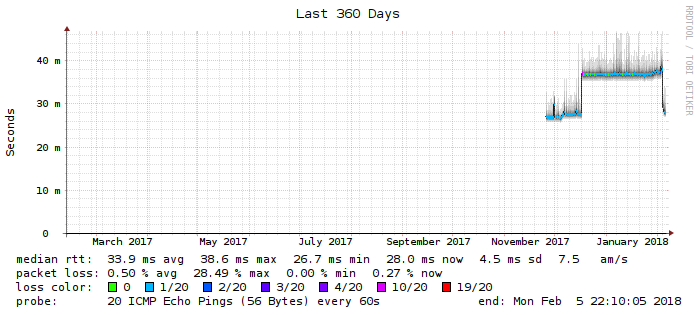 Last 360 Days
RRDTOOL / TOBI OETIKER
Seconds
40 m
30 m
20 m
10 m
0
March 2017 May 2017 July 2017 September 2017 November 2017 January 2018
median rtt: 33.9 ms avg 38.6 ms max 26.7 ms min 28.0 ms now 4.5 ms sd 7.5 am/s
packet loss: 0.50 % avg 28.49 % max 0.00 % min 0.27 % now
loss color: 0 1/20 2/20 3/20 4/20 10/20 19/20
probe: 20 ICMP Echo Pings (56 Bytes) every 60s end: Mon Feb 5 22:10:05 2018